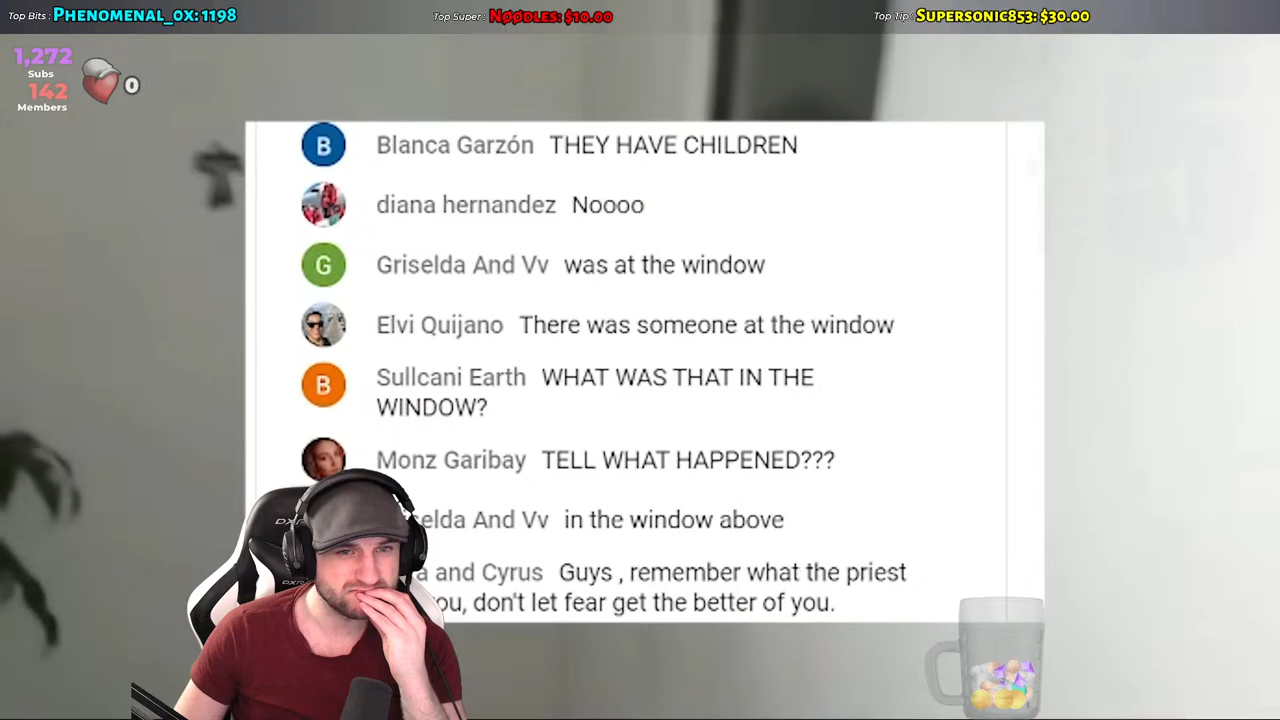 Top Bits : PHENOMENAL_0X: 1198
Top Super : NØØDLES: $10.00
Top Tip : SUPERSONIC853: $30.00
1,272
Subs
142
Members
0
B Blanca Garzón THEY HAVE CHILDREN
diana hernandez Noooo
G Griselda And Vv was at the window
Elvi Quijano There was someone at the window
B Sullcani Earth WHAT WAS THAT IN THE
WINDOW?
Monz Garibay TELL WHAT HAPPENED???
selda And Vv in the window above
a and Cyrus Guys , remember what the priest
ou, don't let fear get the better of you.